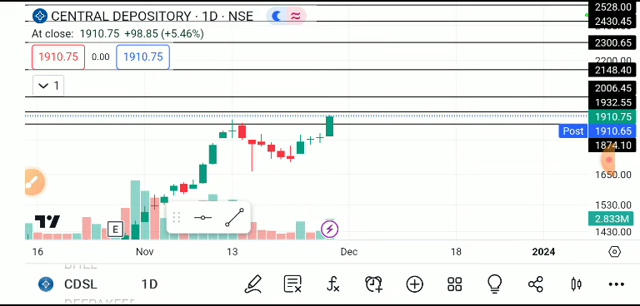 CENTRAL DEPOSITORY · 1D · NSE
At close: 1910.75 +98.85 (+5.46%)
1910.75 0.00 1910.75
1
2528.00
2430.45
2300.65
2200.00
2148.40
2006.45
1932.55
1910.75
Post 1910.65
1874.10
1650.00
1530.00
2.833M
1430.00
E
16 Nov 13 Dec 18 2024
CDSL 1D